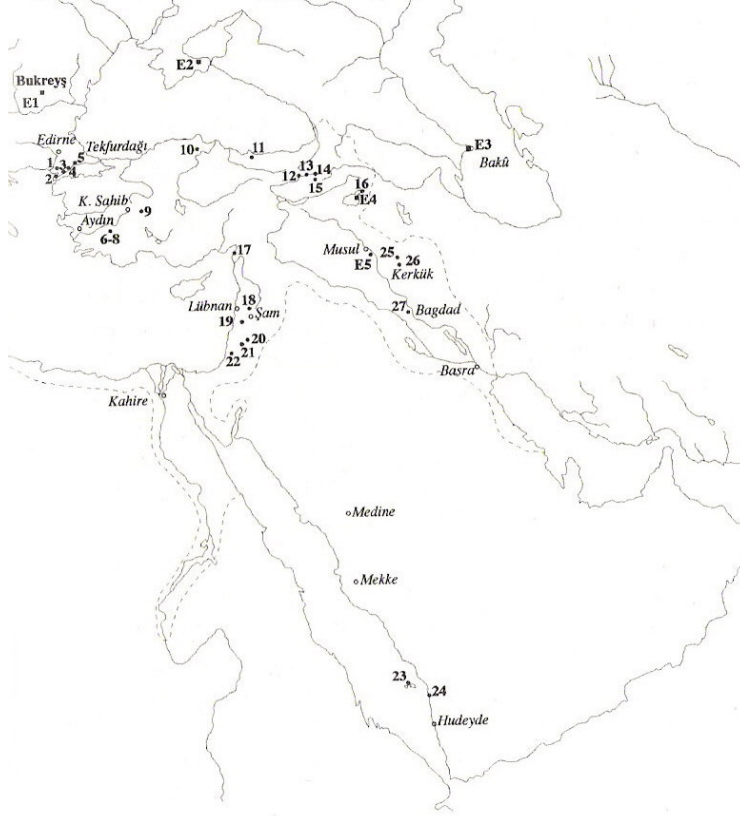 E2
Bukreyş
E1
E3
Bakû
Edirne
Tekfurdağı
1 3 5
2 4
10
11
12 13 14
15
16
E4
K. Sahib
9
Aydın
6-8
17
Musul
E5
25
26
Kerkük
Lübnan
18
Şam
19
27
Bagdad
20
21
22
Basra
Kahire
Medine
Mekke
23
24
Hudeyde